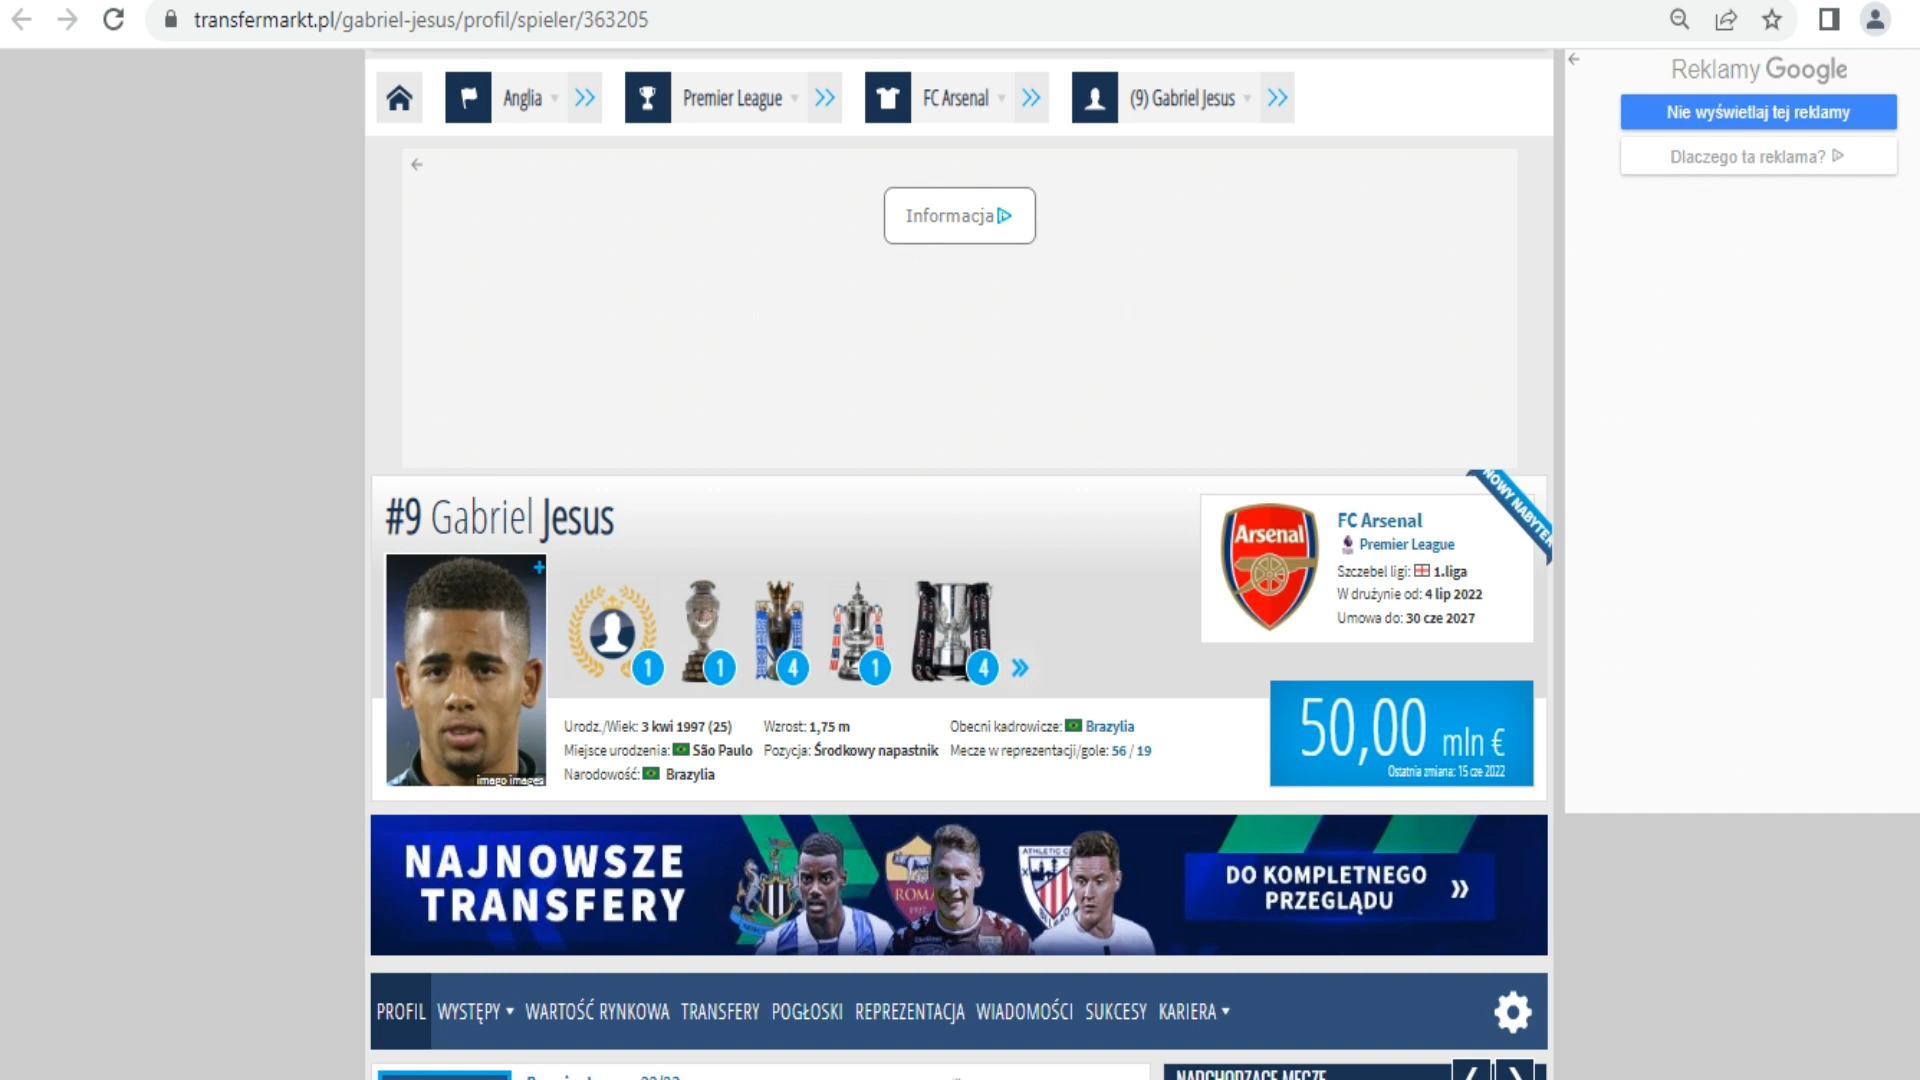 transfermarkt.pl/gabriel-jesus/profil/spieler/363205
Reklamy Google
Nie wyświetlaj tej reklamy
Dlaczego ta reklama?
Anglia
Premier League
FC Arsenal
(9) Gabriel Jesus
Informacja
#9 Gabriel Jesus
NOWY NABYTEK
Arsenal
FC Arsenal
Premier League
Szczebel ligi: 1.liga
W drużynie od: 4 lip 2022
Umowa do: 30 cze 2027
1
1
4
1
4
imago images
Urodz./Wiek: 3 kwi 1997 (25)
Miejsce urodzenia: São Paulo
Narodowość: Brazylia
Wzrost: 1,75 m
Pozycja: Środkowy napastnik
Obecni kadrowicze: Brazylia
Mecze w reprezentacji/gole: 56 / 19
50,00 mln €
Ostatnia zmiana: 15 cze 2022
NAJNOWSZE
TRANSFERY
ROMA
1927
DO KOMPLETNEGO
PRZEGLĄDU
PROFIL WYSTĘPY WARTOŚĆ RYNKOWA TRANSFERY POGŁOSKI REPREZENTACJA WIADOMOŚCI SUKCESY KARIERA